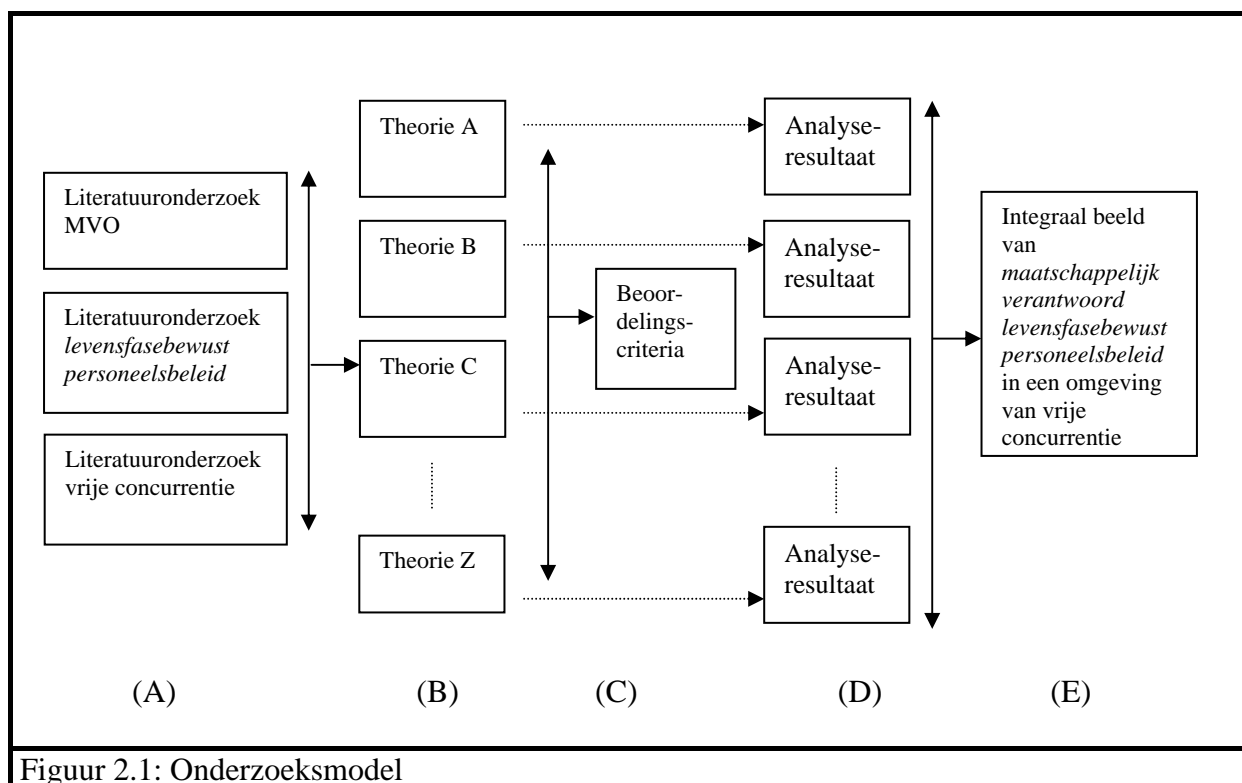 Literatuuronderzoek
MVO
Literatuuronderzoek
levensfasebewust
personeelsbeleid
Literatuuronderzoek
vrije concurrentie
Theorie A
Theorie B
Theorie C
Theorie Z
Beoor-
delings-
criteria
Analyse-
resultaat
Analyse-
resultaat
Analyse-
resultaat
Analyse-
resultaat
Integraal beeld
van
maatschappelijk
verantwoord
levensfasebewust
personeelsbeleid
in een omgeving
van vrije
concurrentie
(A)
(B)
(C)
(D)
(E)
Figuur 2.1: Onderzoeksmodel